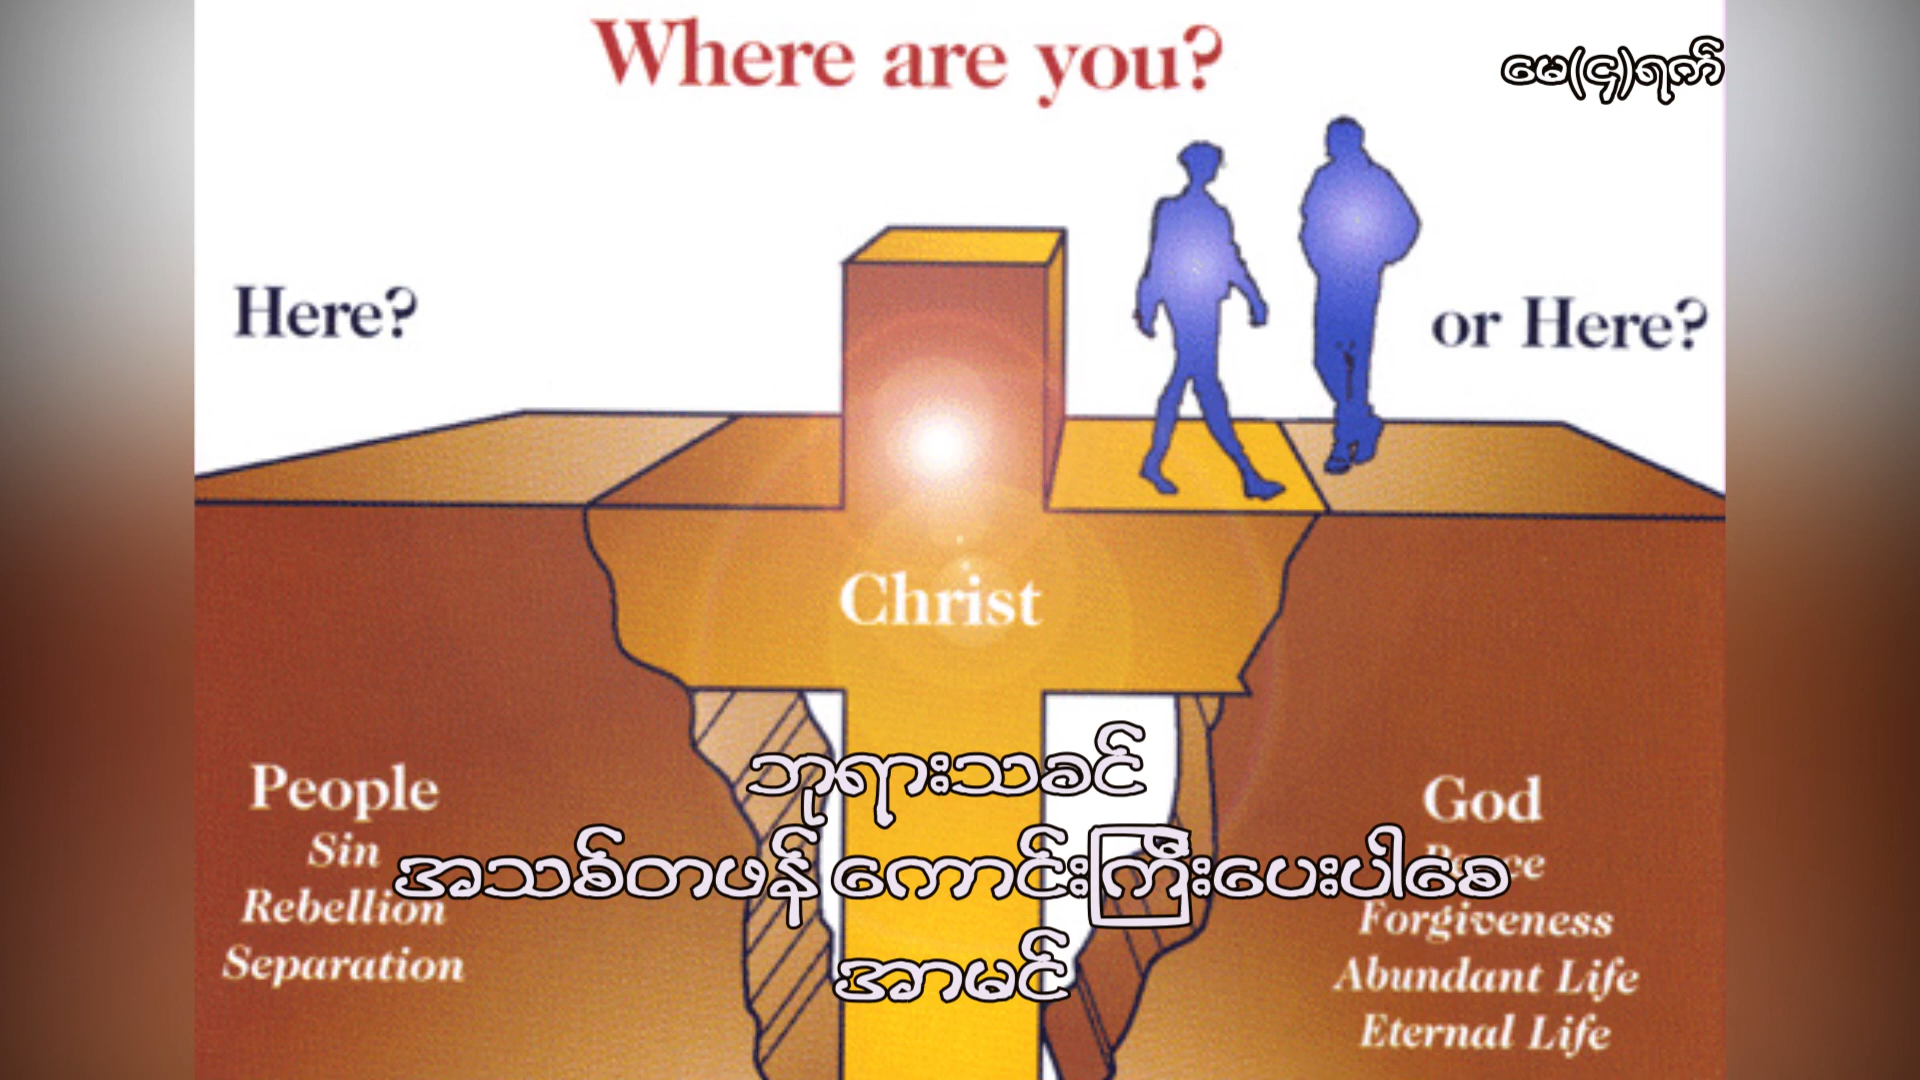 Where are you?
မေ(၄)ရက်
Here?
or Here?
Christ
ဘုရားသခင်
အသစ်တဖန် ကောင်းကြီးပေးပါစေ
အာမင်
People
Sin
Rebellion
Separation
God
Peace
Forgiveness
Abundant Life
Eternal Life